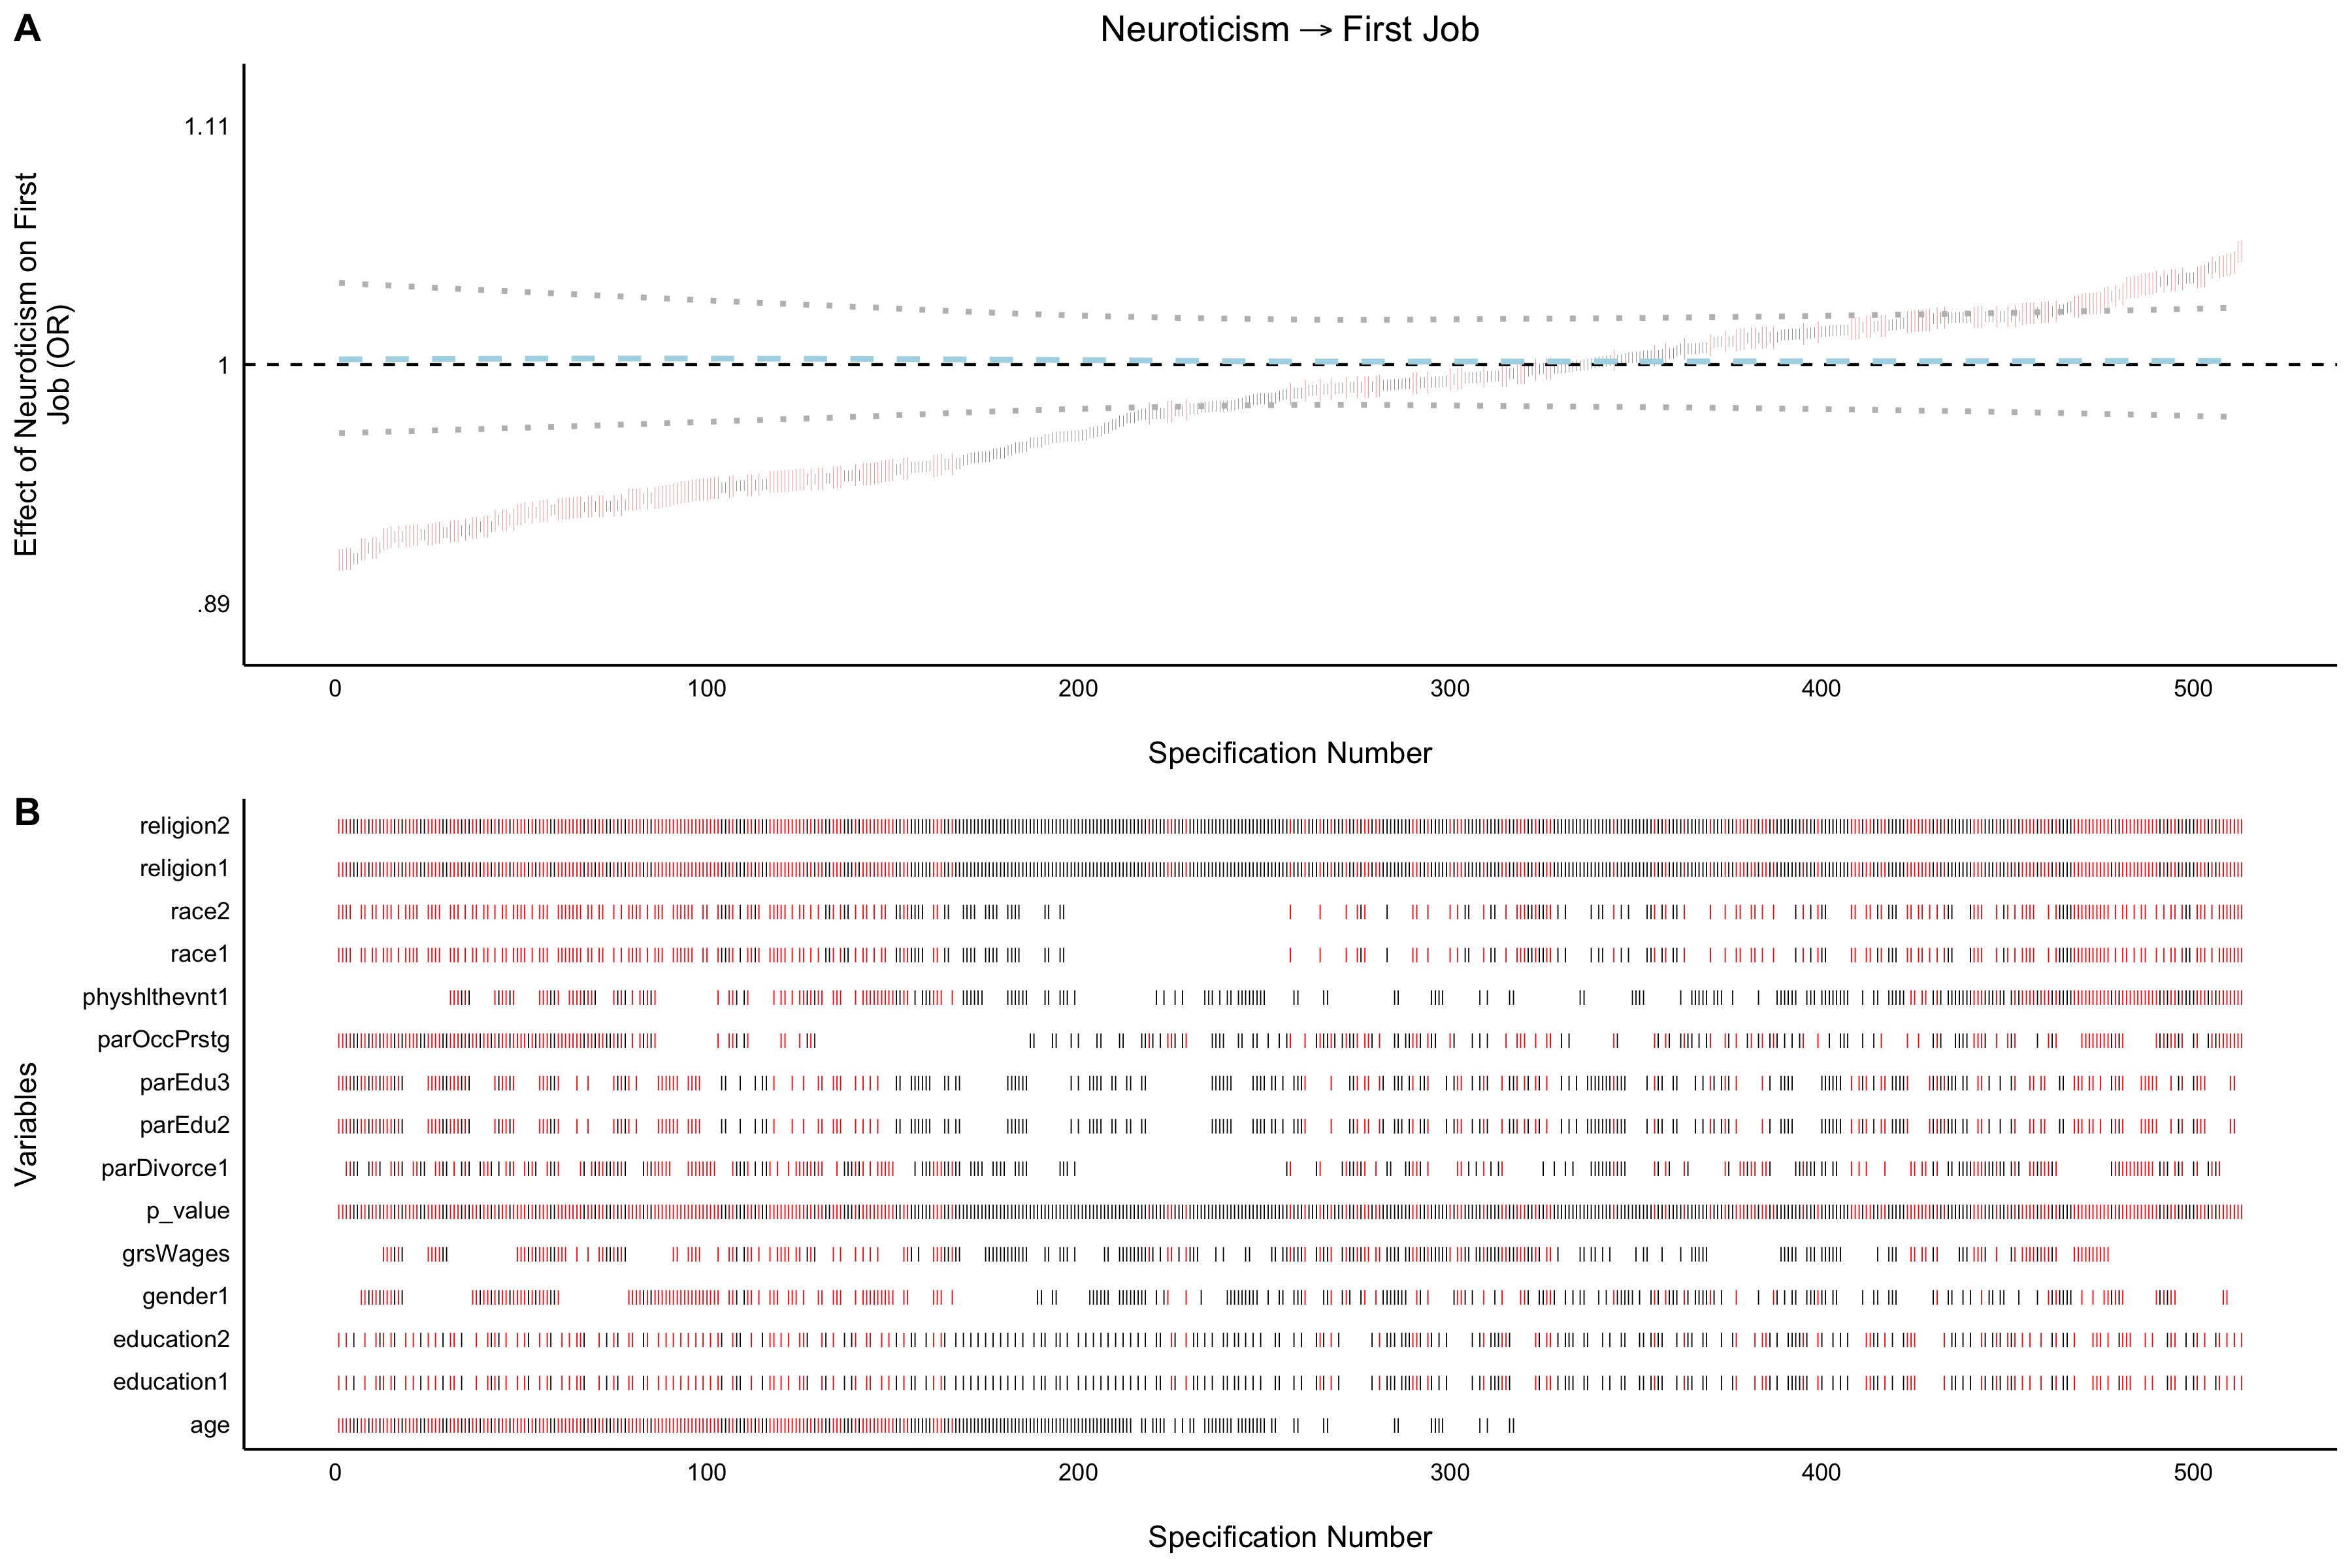 A
Neuroticism → First Job
Effect of Neuroticism on First
Job (OR)
1.11
1
.89
0 100 200 300 400 500
Specification Number
B
Variables
religion2
religion1
race2
race1
physhlthevnt1
parOccPrstg
parEdu3
parEdu2
parDivorce1
p_value
grsWages
gender1
education2
education1
age
0 100 200 300 400 500
Specification Number